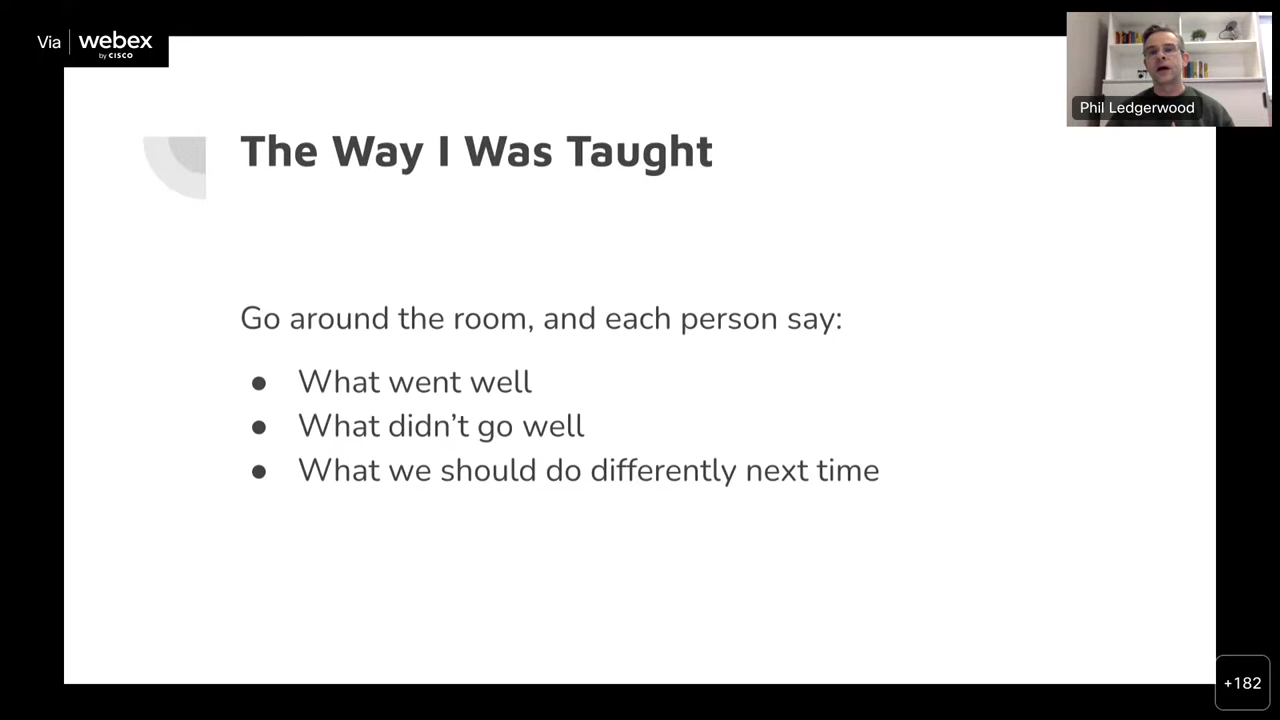 Via webex
by CISCO
Phil Ledgerwood
The Way I Was Taught
Go around the room, and each person say:
● What went well
● What didn’t go well
● What we should do differently next time
+182